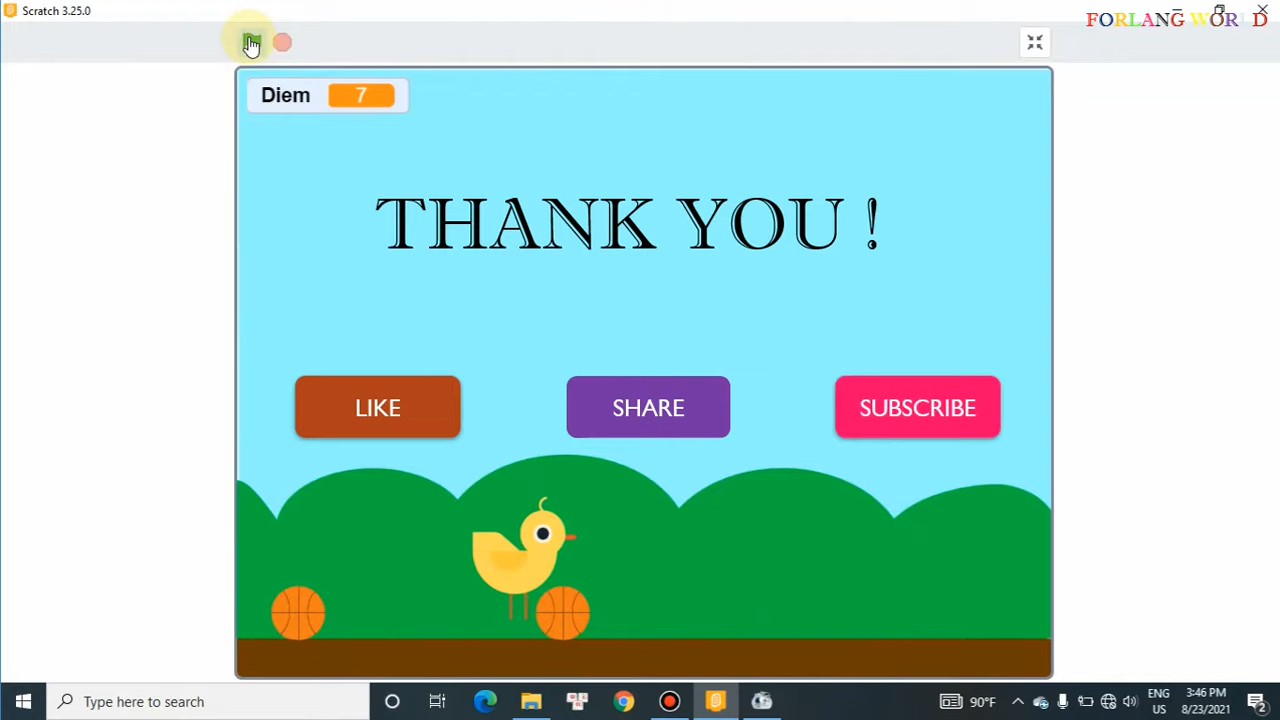 Scratch 3.25.0
FORLANG WORLD
Diem 7
THANK YOU !
LIKE
SHARE
SUBSCRIBE
Type here to search
90°F
ENG
US
3:46 PM
8/23/2021
2